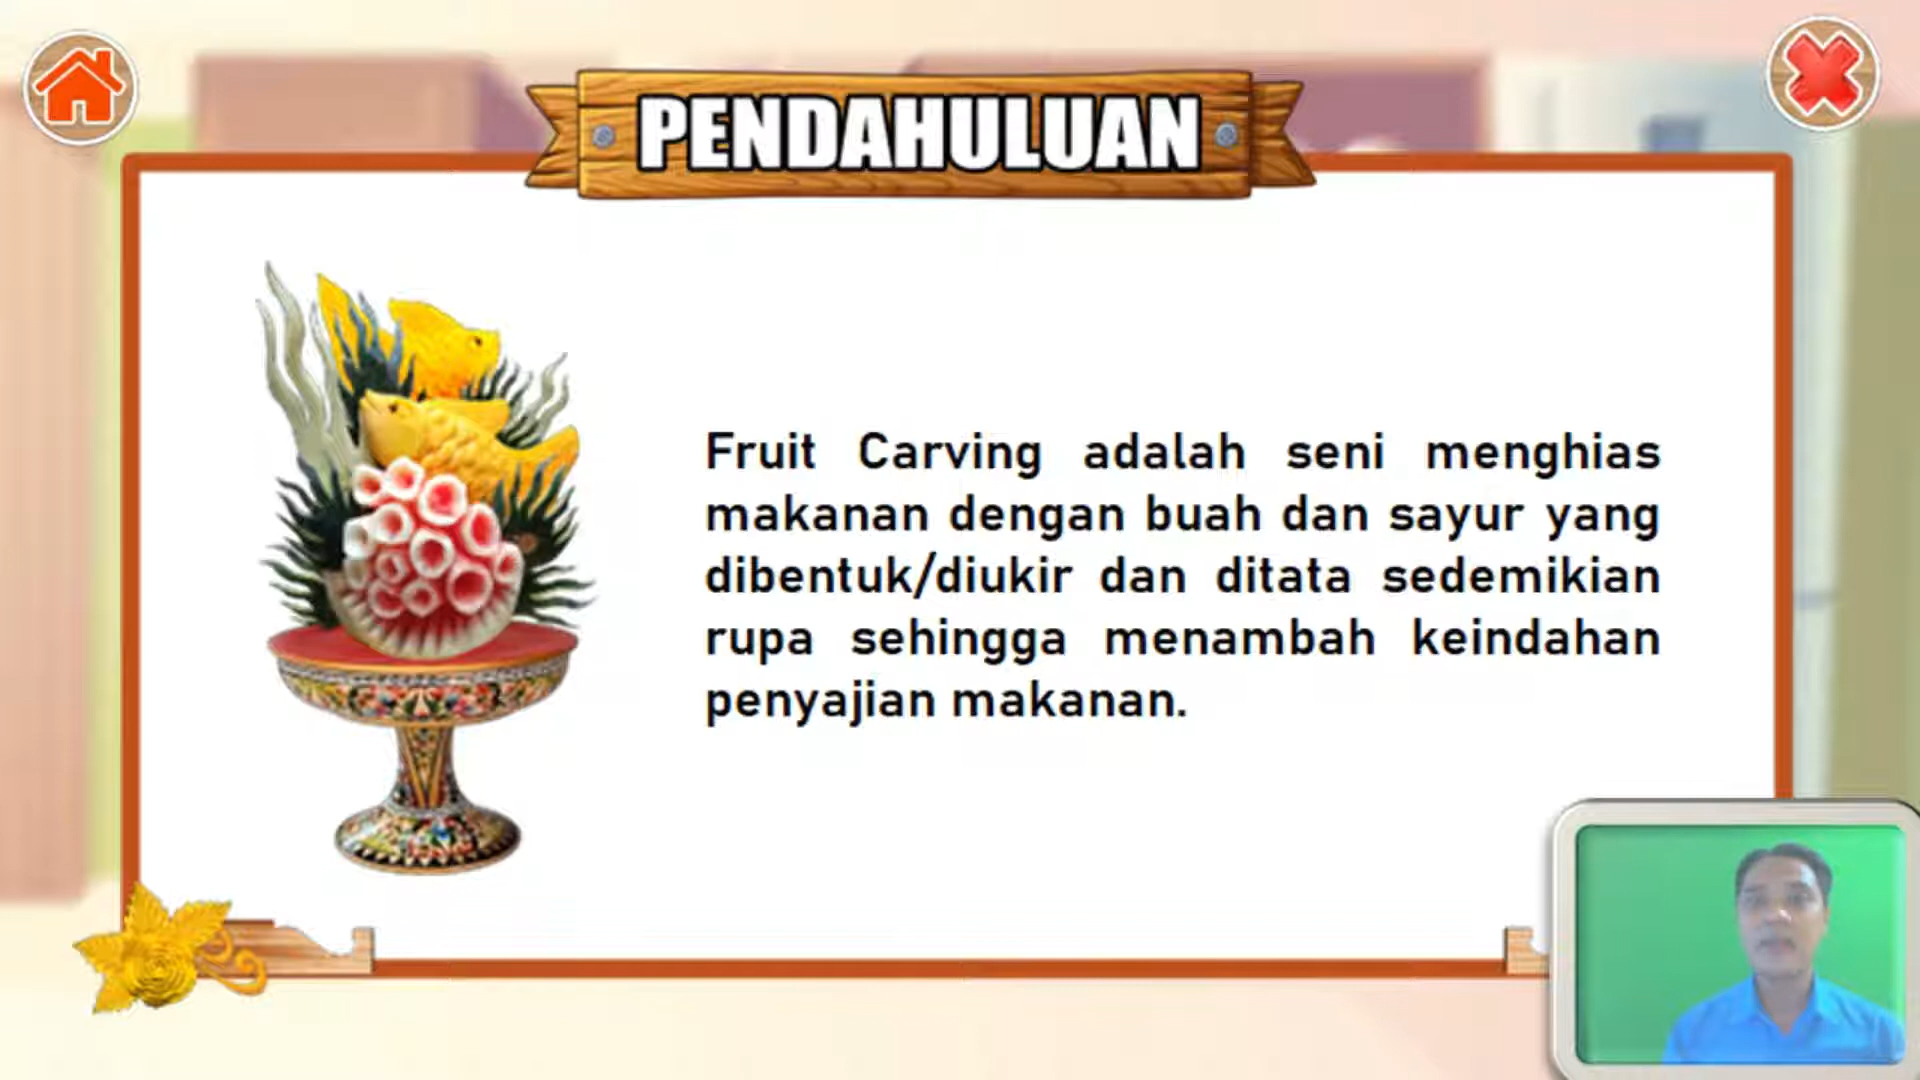 PENDAHULUAN
Fruit Carving adalah seni menghias
makanan dengan buah dan sayur yang
dibentuk/diukir dan ditata sedemikian
rupa sehingga menambah keindahan
penyajian makanan.